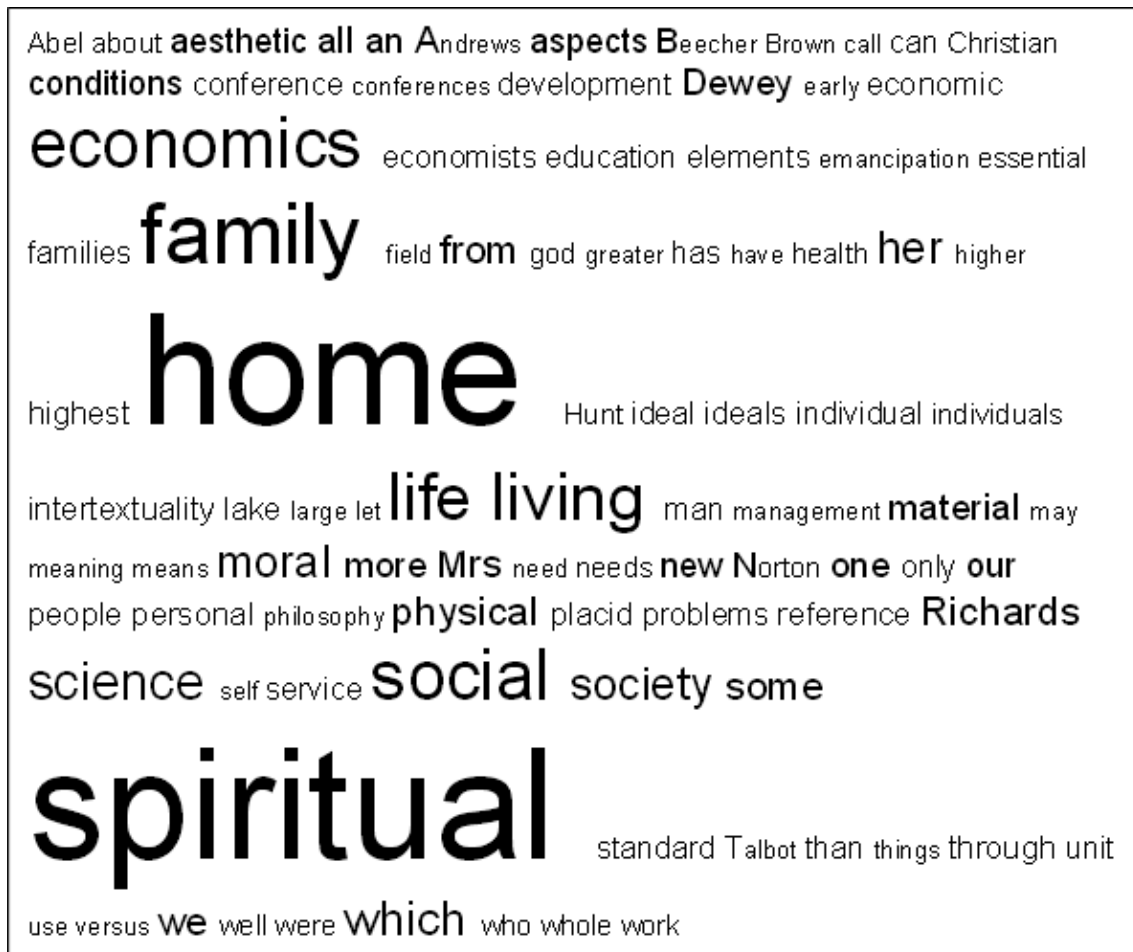 Abel about aesthetic all an Andrews aspects Beecher Brown call can Christian
conditions conference conferences development Dewey early economic
economics economists education elements emancipation essential
families family field from god greater has have health her higher
highest home Hunt ideal ideals individual individuals
intertextuality lake large let life living man management material may
meaning means moral more Mrs need needs new Norton one only our
people personal philosophy physical placid problems reference Richards
science self service social society some
spiritual standard Talbot than things through unit
use versus we well were which who whole work